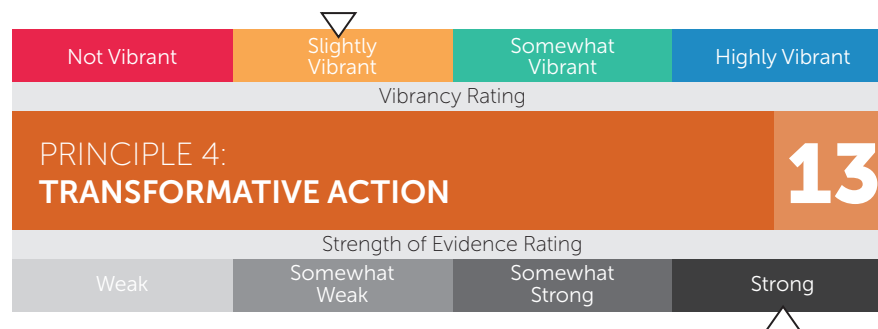 Not Vibrant
Slightly
Vibrant
Somewhat
Vibrant
Highly Vibrant
Vibrancy Rating
PRINCIPLE 4:
TRANSFORMATIVE ACTION
13
Strength of Evidence Rating
Weak
Somewhat
Weak
Somewhat
Strong
Strong